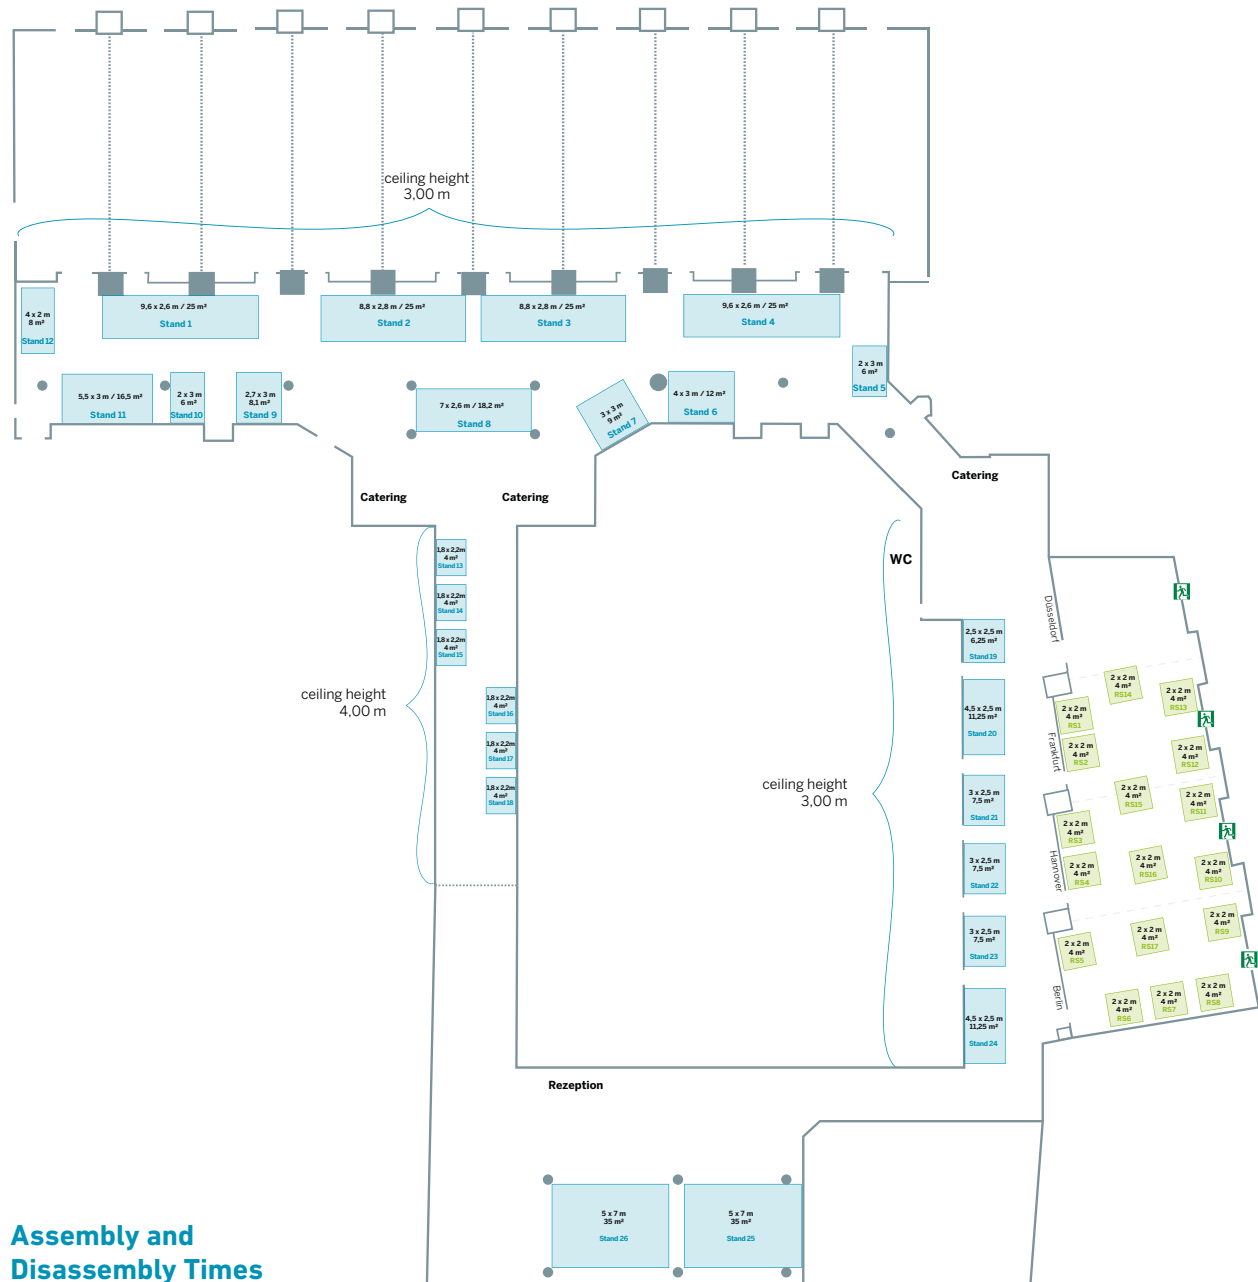 ceiling height
3,00 m
4 x 2 m
8 m²
Stand 12
9,6 x 2,6 m / 25 m²
Stand 1
8,8 x 2,8 m / 25 m²
Stand 2
8,8 x 2,8 m / 25 m²
Stand 3
9,6 x 2,6 m / 25 m²
Stand 4
2 x 3 m
6 m²
Stand 5
5,5 x 3 m / 16,5 m²
Stand 11
2 x 3 m
6 m²
Stand 10
2,7 x 3 m
8,1 m²
Stand 9
7 x 2,6 m / 18,2 m²
Stand 8
3 x 3 m
9 m²
Stand 7
4 x 3 m / 12 m²
Stand 6
Catering
Catering
Catering
1,8 x 2,2m
4 m²
Stand 13
1,8 x 2,2m
4 m²
Stand 14
1,8 x 2,2m
4 m²
Stand 15
ceiling height
4,00 m
1,8 x 2,2m
4 m²
Stand 16
1,8 x 2,2m
4 m²
Stand 17
1,8 x 2,2m
4 m²
Stand 18
WC
ceiling height
3,00 m
2,5 x 2,5 m
6,25 m²
Stand 19
4,5 x 2,5 m
11,25 m²
Stand 20
3 x 2,5 m
7,5 m²
Stand 21
3 x 2,5 m
7,5 m²
Stand 22
3 x 2,5 m
7,5 m²
Stand 23
4,5 x 2,5 m
11,25 m²
Stand 24
Düsseldorf
Frankfurt
Hannover
Berlin
2 x 2 m
4 m²
RS14
2 x 2 m
4 m²
RS13
2 x 2 m
4 m²
RS1
2 x 2 m
4 m²
RS2
2 x 2 m
4 m²
RS12
2 x 2 m
4 m²
RS15
2 x 2 m
4 m²
RS11
2 x 2 m
4 m²
RS3
2 x 2 m
4 m²
RS4
2 x 2 m
4 m²
RS16
2 x 2 m
4 m²
RS10
2 x 2 m
4 m²
RS9
2 x 2 m
4 m²
RS5
2 x 2 m
4 m²
RS17
2 x 2 m
4 m²
RS6
2 x 2 m
4 m²
RS7
2 x 2 m
4 m²
RS8
Rezeption
5 x 7 m
35 m²
Stand 26
5 x 7 m
35 m²
Stand 25
Assembly and
Disassembly Times